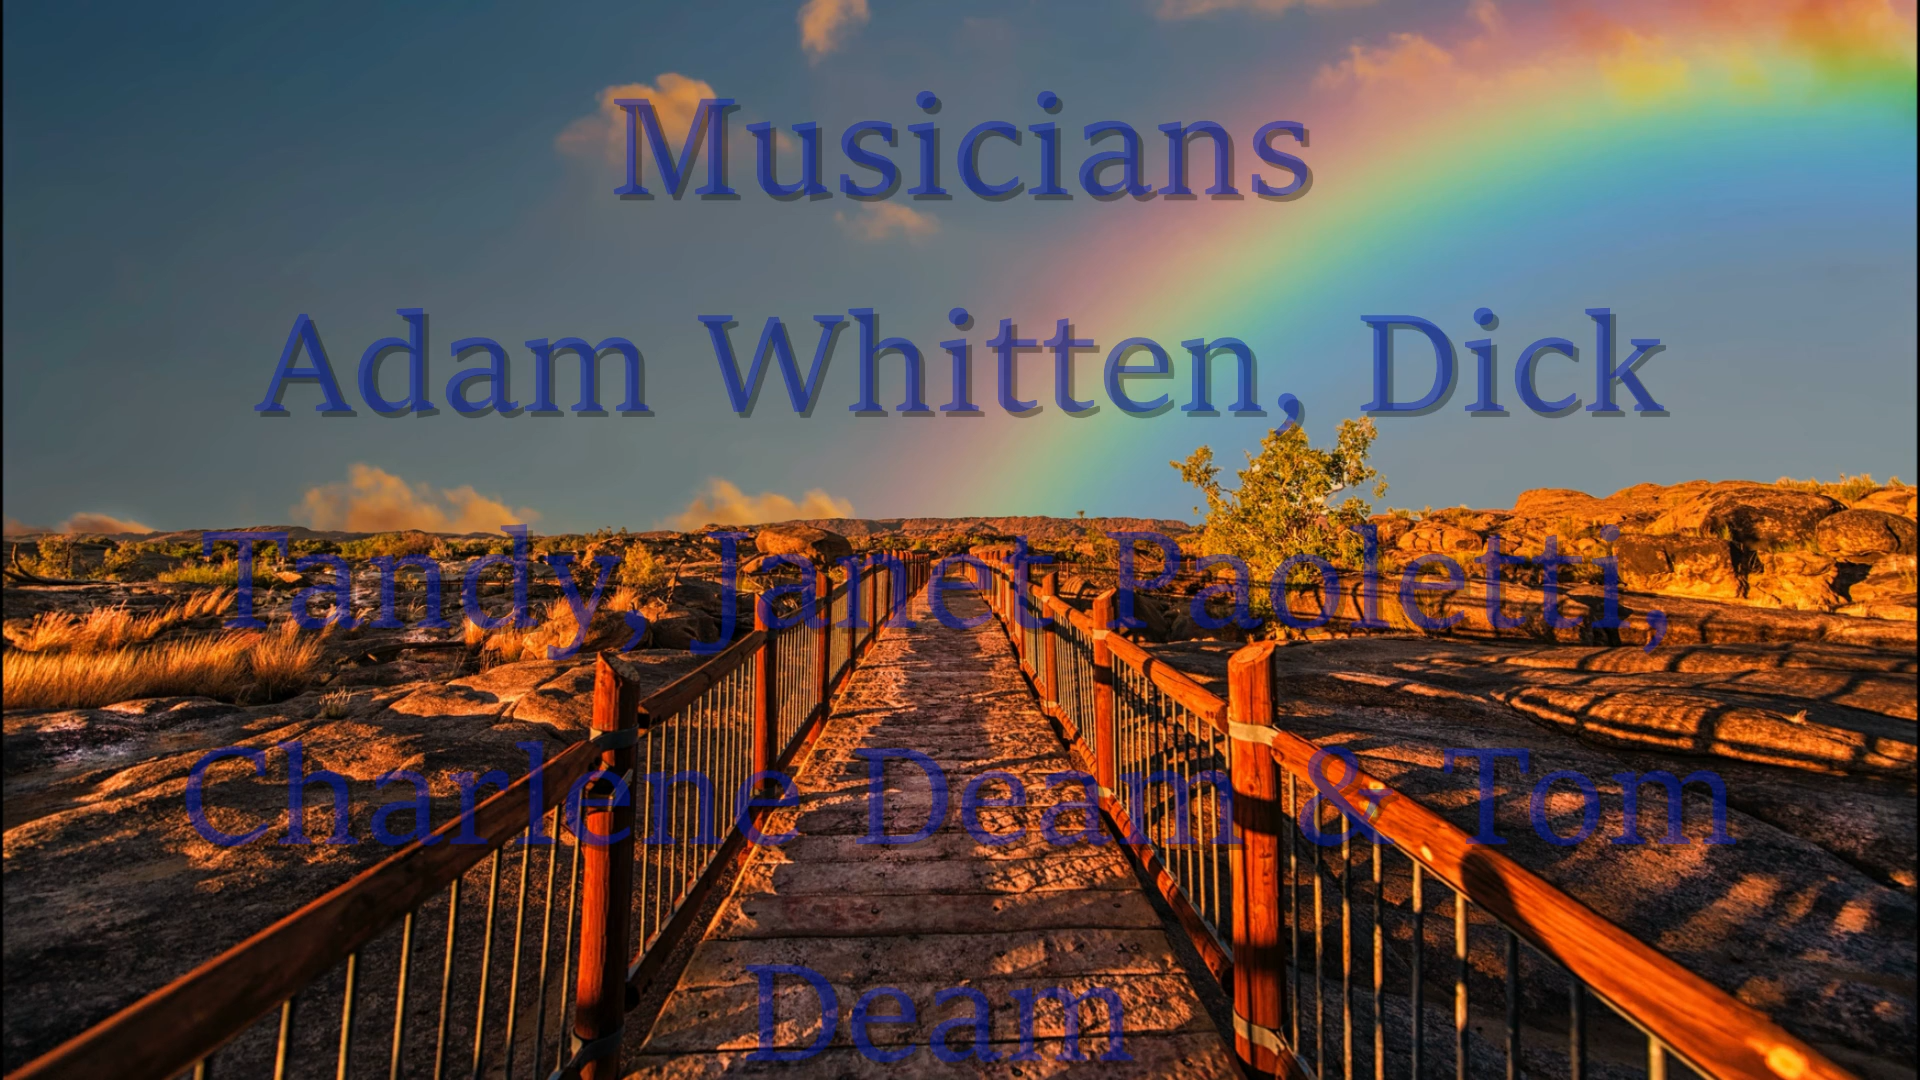 Musicians
Adam Whitten, Dick
Tandy, Janet Paoletti,
Charlene Deam & Tom
Deam